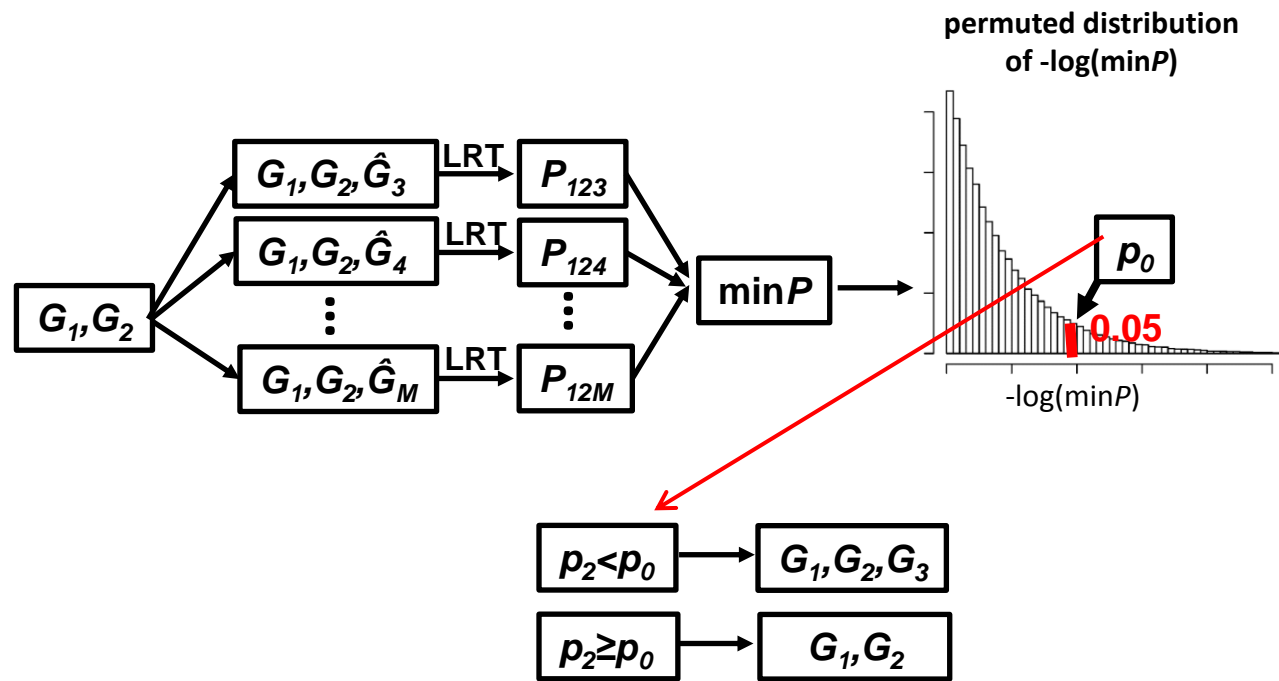 permuted distribution
of -log(minP)
G₁,G₂
G₁,G₂,Ĝ₃
LRT
P₁₂₃
G₁,G₂,Ĝ₄
LRT
P₁₂₄
G₁,G₂,Ĝ_M
LRT
P₁₂M
minP
p₀
0.05
-log(minP)
p₂<p₀
G₁,G₂,G₃
p₂≥p₀
G₁,G₂